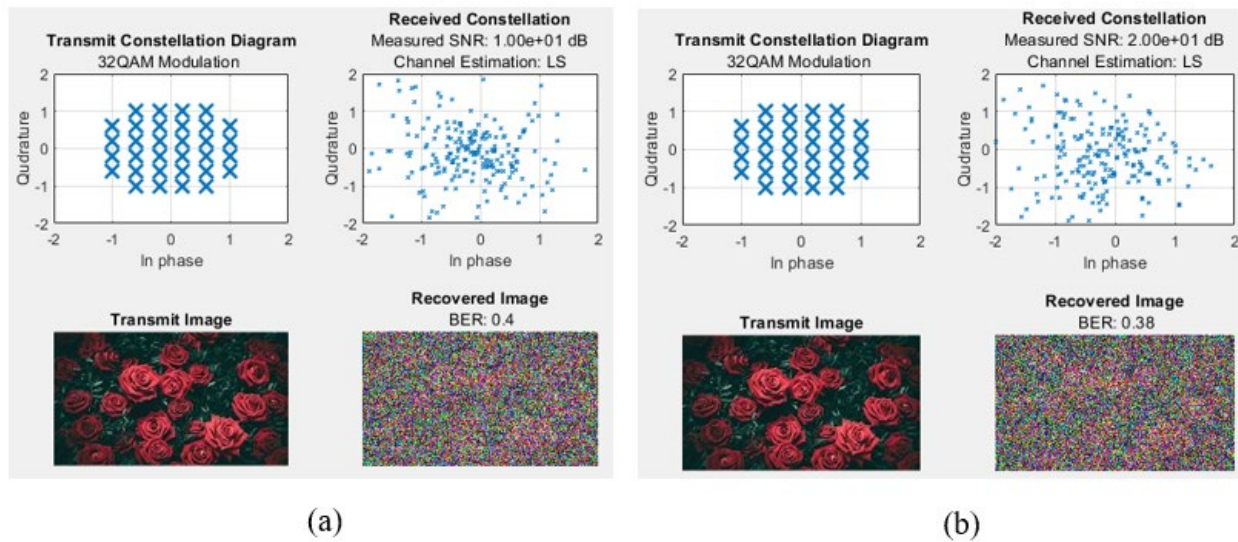 Transmit Constellation Diagram
32QAM Modulation
2
1
0
-1
-2
Qudrature
-2
-1
0
1
2
In phase
Received Constellation
Measured SNR: 1.00e+01 dB
Channel Estimation: LS
2
1
0
-1
-2
Qudrature
-2
-1
0
1
2
In phase
Transmit Image
Recovered Image
BER: 0.4
(a)
Transmit Constellation Diagram
32QAM Modulation
2
1
0
-1
-2
Qudrature
-2
-1
0
1
2
In phase
Received Constellation
Measured SNR: 2.00e+01 dB
Channel Estimation: LS
2
1
0
-1
-2
Qudrature
-2
-1
0
1
2
In phase
Transmit Image
Recovered Image
BER: 0.38
(b)